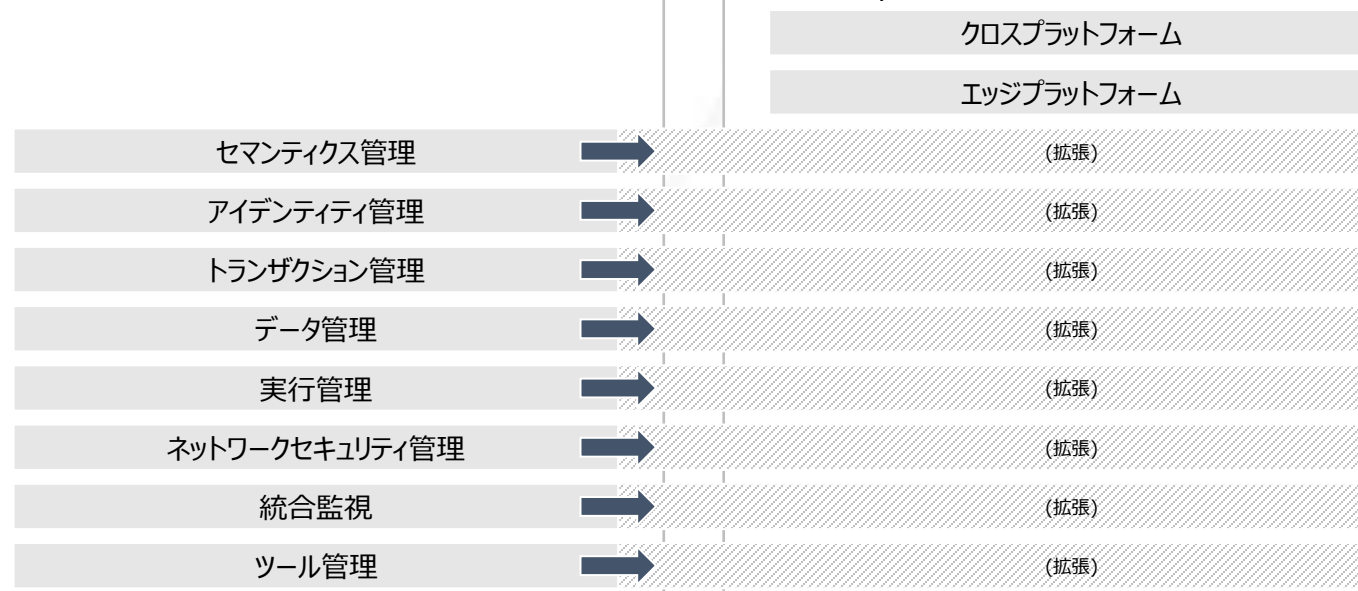 クロスプラットフォーム
エッジプラットフォーム
セマンティクス管理
(拡張)
アイデンティティ管理
(拡張)
トランザクション管理
(拡張)
データ管理
(拡張)
実行管理
(拡張)
ネットワークセキュリティ管理
(拡張)
統合監視
(拡張)
ツール管理
(拡張)